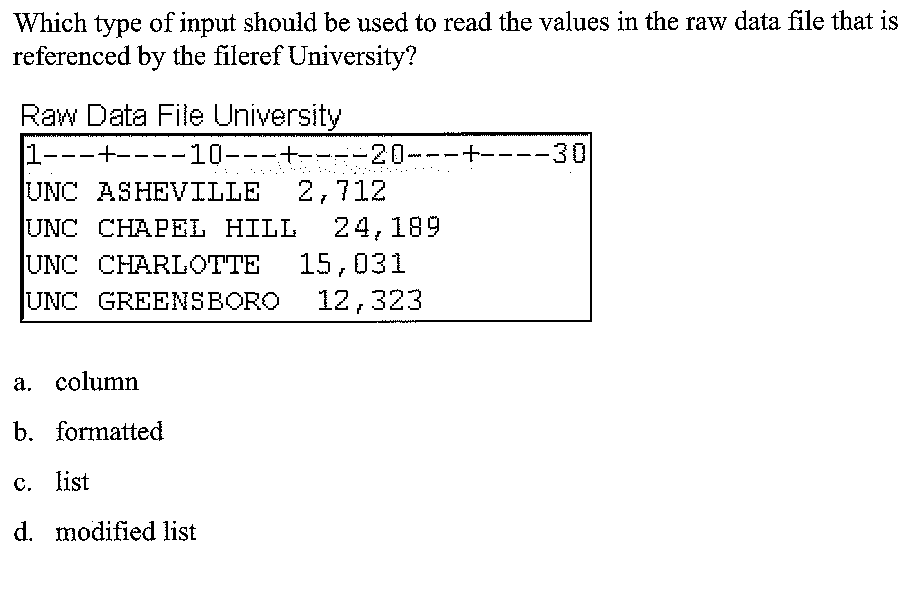 Which type of input should be used to read the values in the raw data file that is
referenced by the fileref University?
Raw Data File University
1---+----10---+----20---+----30
UNC ASHEVILLE  2,712
UNC CHAPEL HILL  24,189
UNC CHARLOTTE  15,031
UNC GREENSBORO  12,323
a. column
b. formatted
c. list
d. modified list